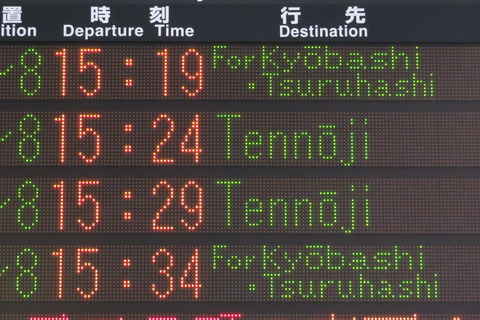 置 時刻 行先
ition Departure Time Destination
8 15:19 For Kyōbashi
・Tsuruhashi
8 15:24 Tennōji
8 15:29 Tennōji
8 15:34 For Kyōbashi
・Tsuruhashi